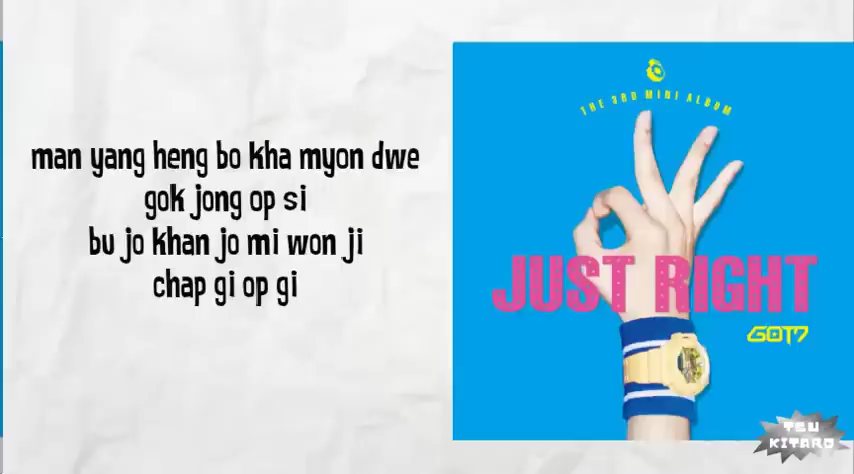 man yang heng bo kha myon dwe
gok jong op si
bu jo khan jo mi won ji
chap gi op gi
THE 3RD MINI ALBUM
JUST RIGHT
GOT7
TSU
KITARO